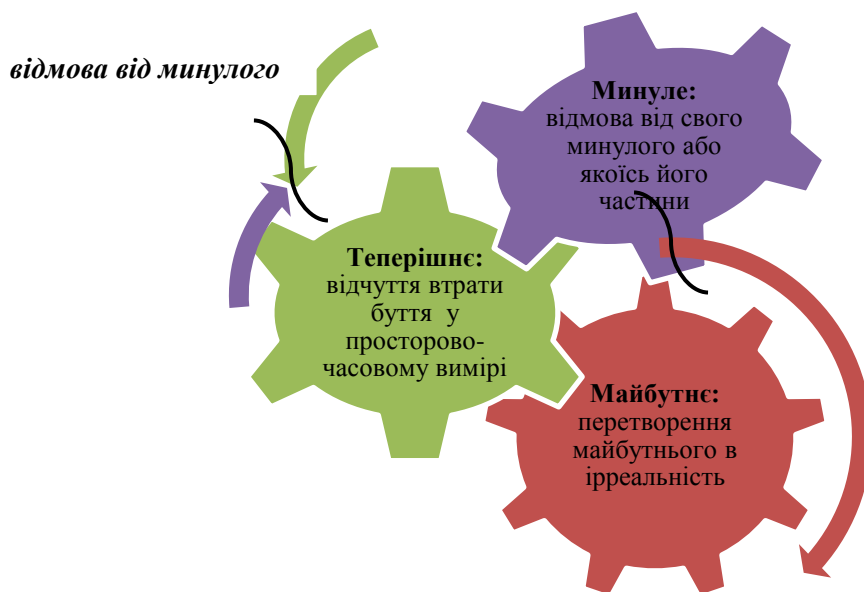 відмова від минулого
Минуле:
відмова від свого
минулого або
якоїсь його
частини
Теперішнє:
відчуття втрати
буття у
просторово-
часовому вимірі
Майбутнє:
перетворення
майбутнього в
ірреальність